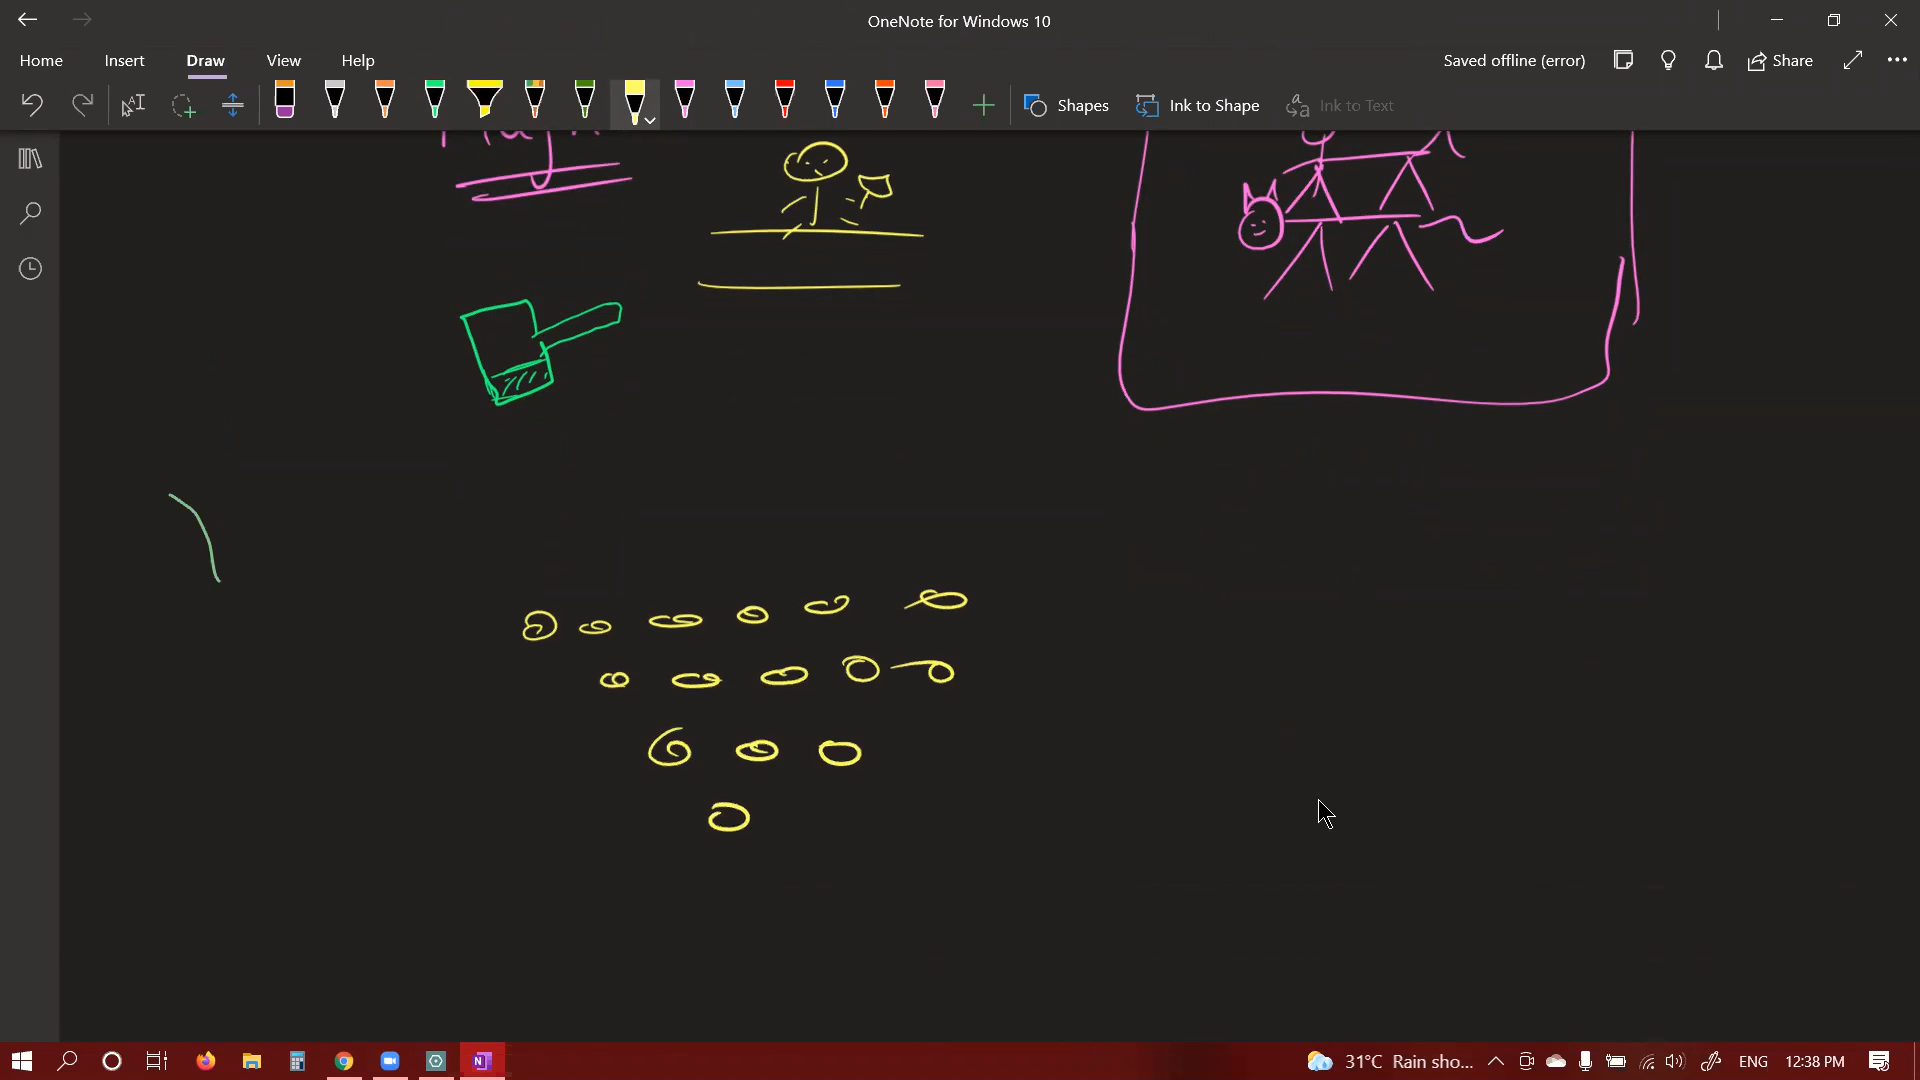 OneNote for Windows 10
Home Insert Draw View Help Saved offline (error) Share
Shapes Ink to Shape Ink to Text
31°C Rain sho... ENG 12:38 PM